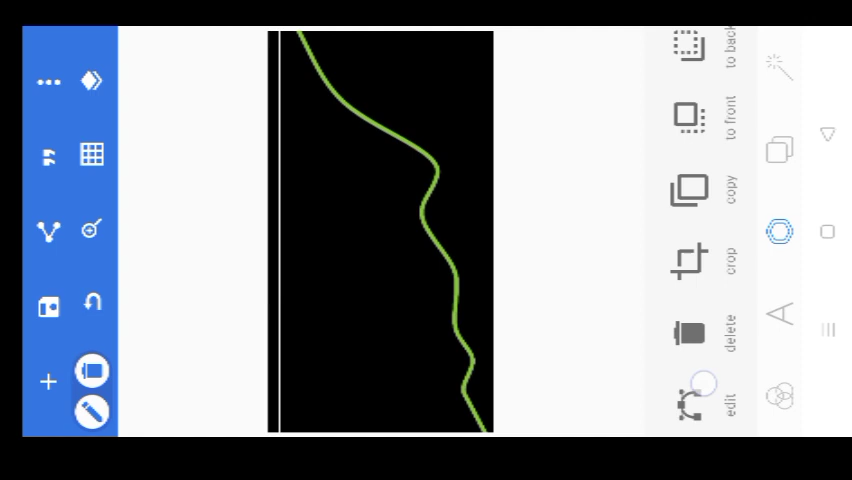 to back
to front
copy
crop
delete
edit